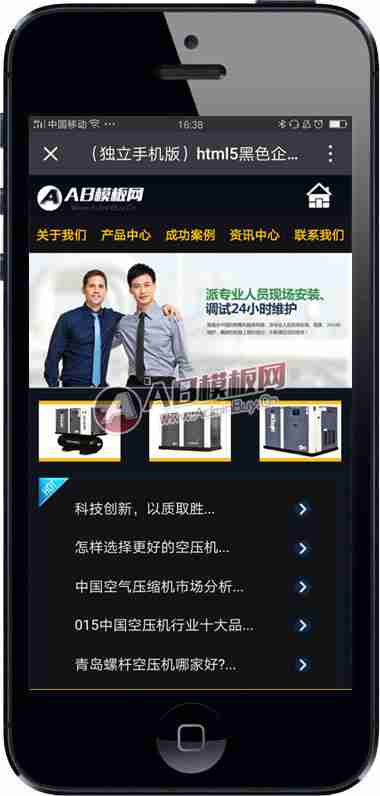 中国移动 ... 16:38
（独立手机版）html5黑色企...
AB模板网
关于我们 产品中心 成功案例 资讯中心 联系我们
派专业人员现场安装、
调试24小时维护
AB模板网
HOT
科技创新，以质取胜...
怎样选择更好的空压机...
中国空气压缩机市场分析...
015中国空压机行业十大品...
青岛螺杆空压机哪家好?...